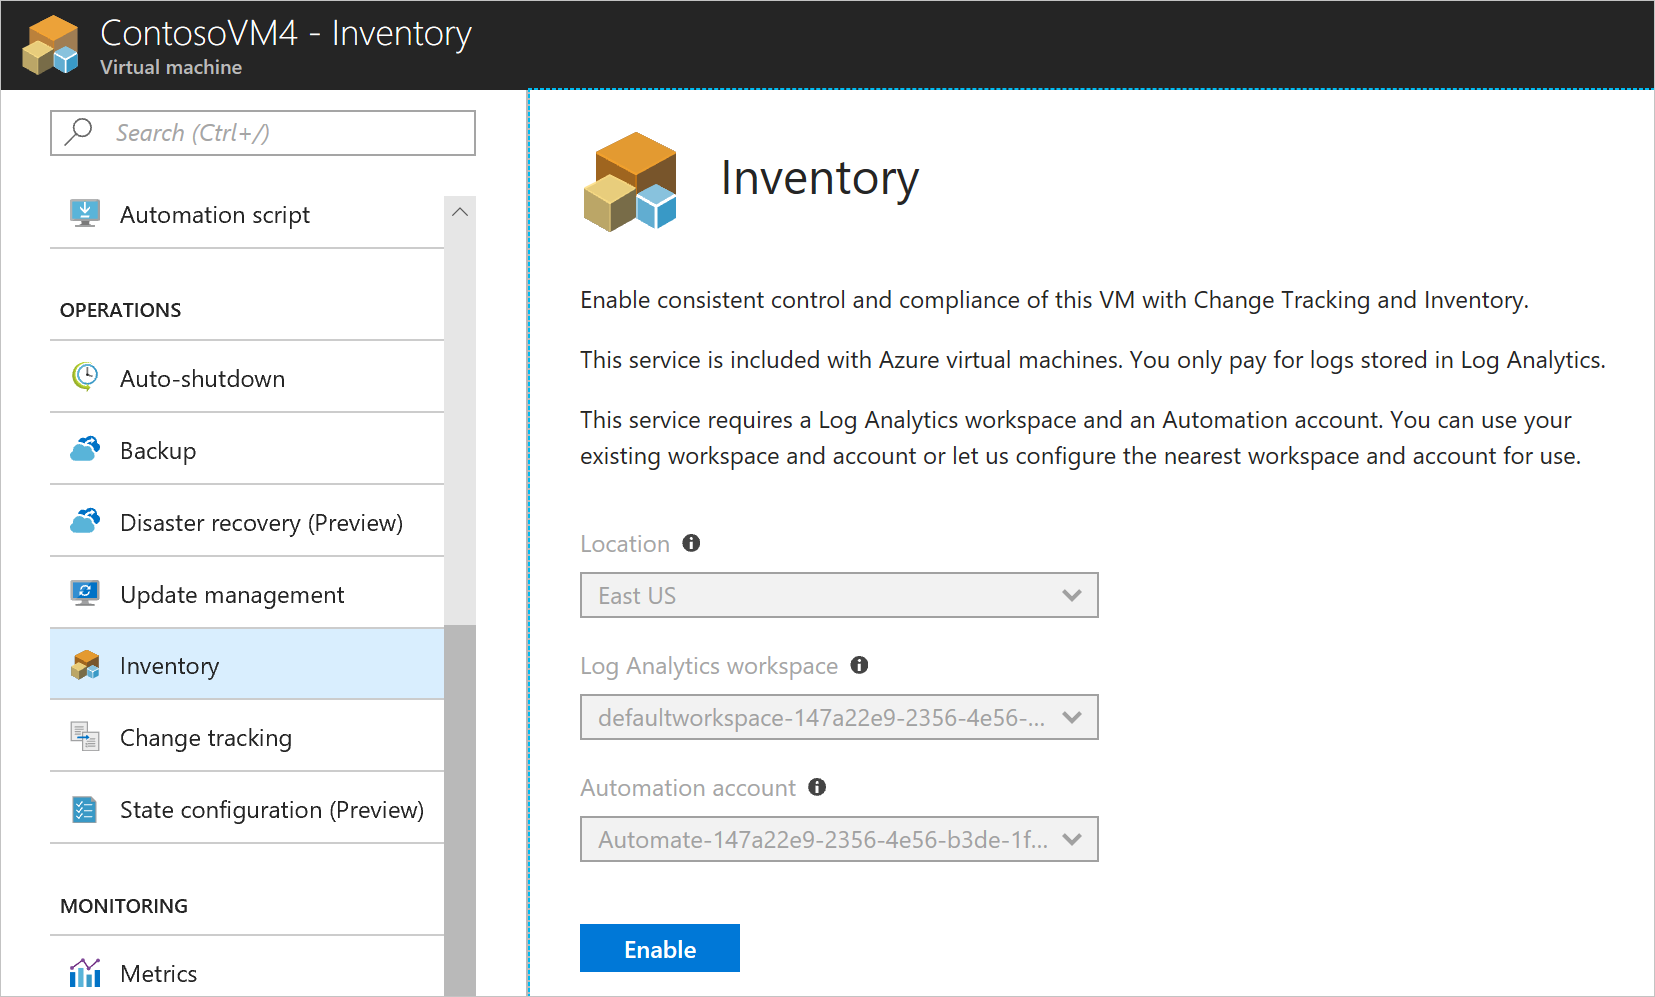 ContosoVM4 - Inventory
Virtual machine
Search (Ctrl+/)
Automation script
OPERATIONS
Auto-shutdown
Backup
Disaster recovery (Preview)
Update management
Inventory
Change tracking
State configuration (Preview)
MONITORING
Metrics
Inventory
Enable consistent control and compliance of this VM with Change Tracking and Inventory.
This service is included with Azure virtual machines. You only pay for logs stored in Log Analytics.
This service requires a Log Analytics workspace and an Automation account. You can use your
existing workspace and account or let us configure the nearest workspace and account for use.
Location
East US
Log Analytics workspace
defaultworkspace-147a22e9-2356-4e56-...
Automation account
Automate-147a22e9-2356-4e56-b3de-1f...
Enable